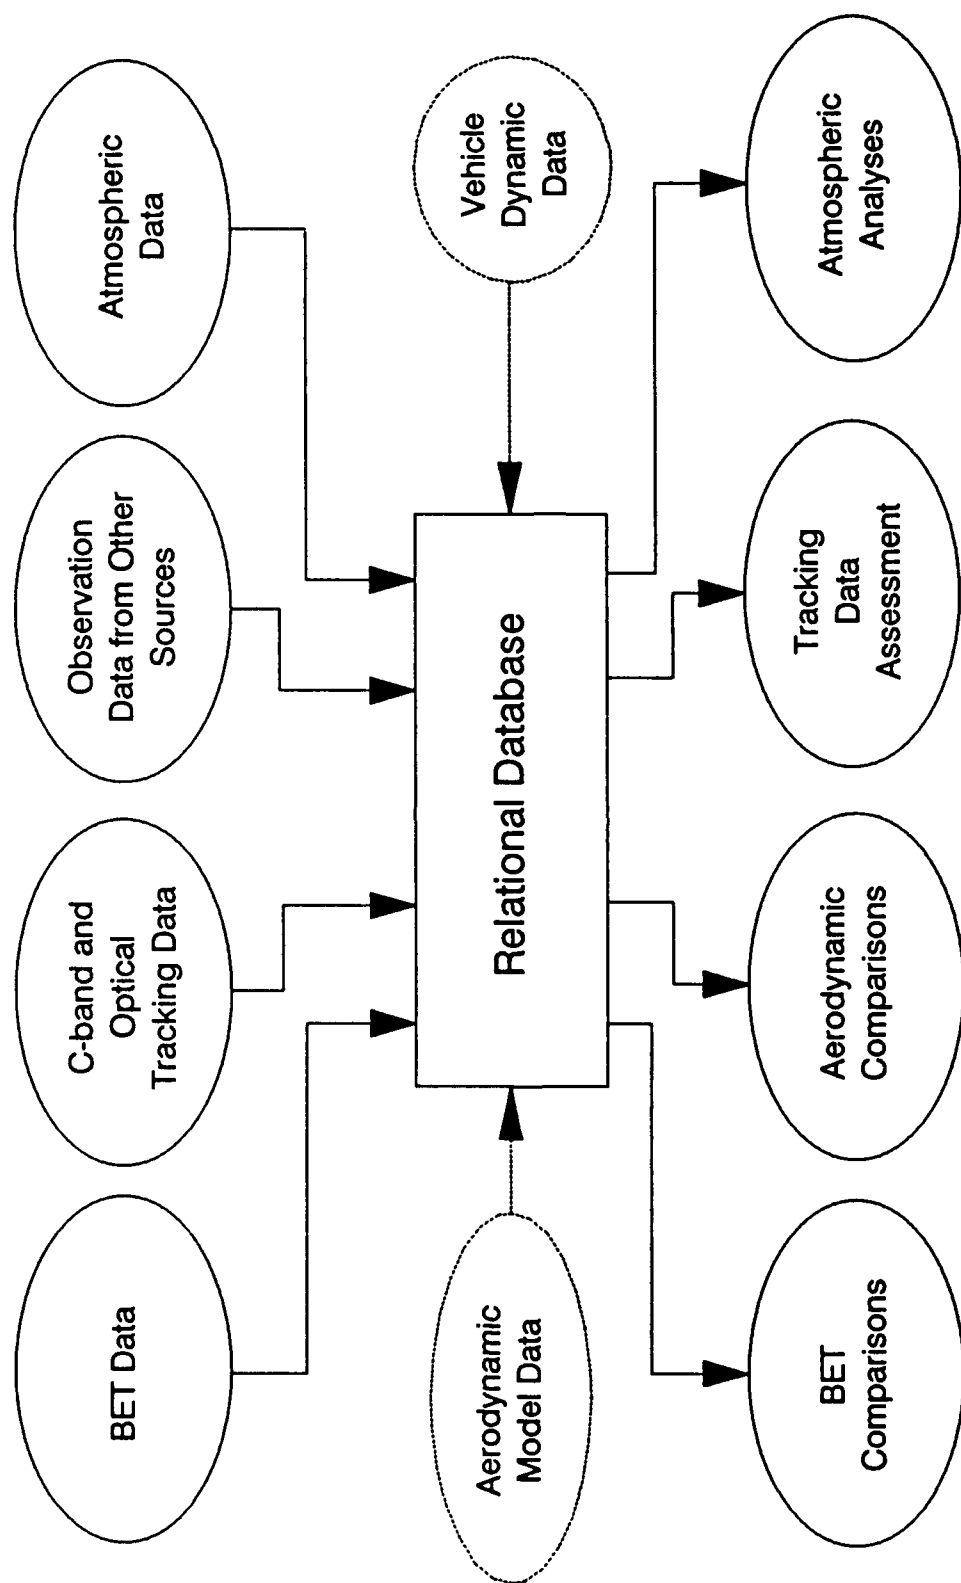 BET Data
C-band and
Optical
Tracking Data
Observation
Data from Other
Sources
Atmospheric
Data
Aerodynamic
Model Data
Relational Database
Vehicle
Dynamic
Data
BET
Comparisons
Aerodynamic
Comparisons
Tracking
Data
Assessment
Atmospheric
Analyses